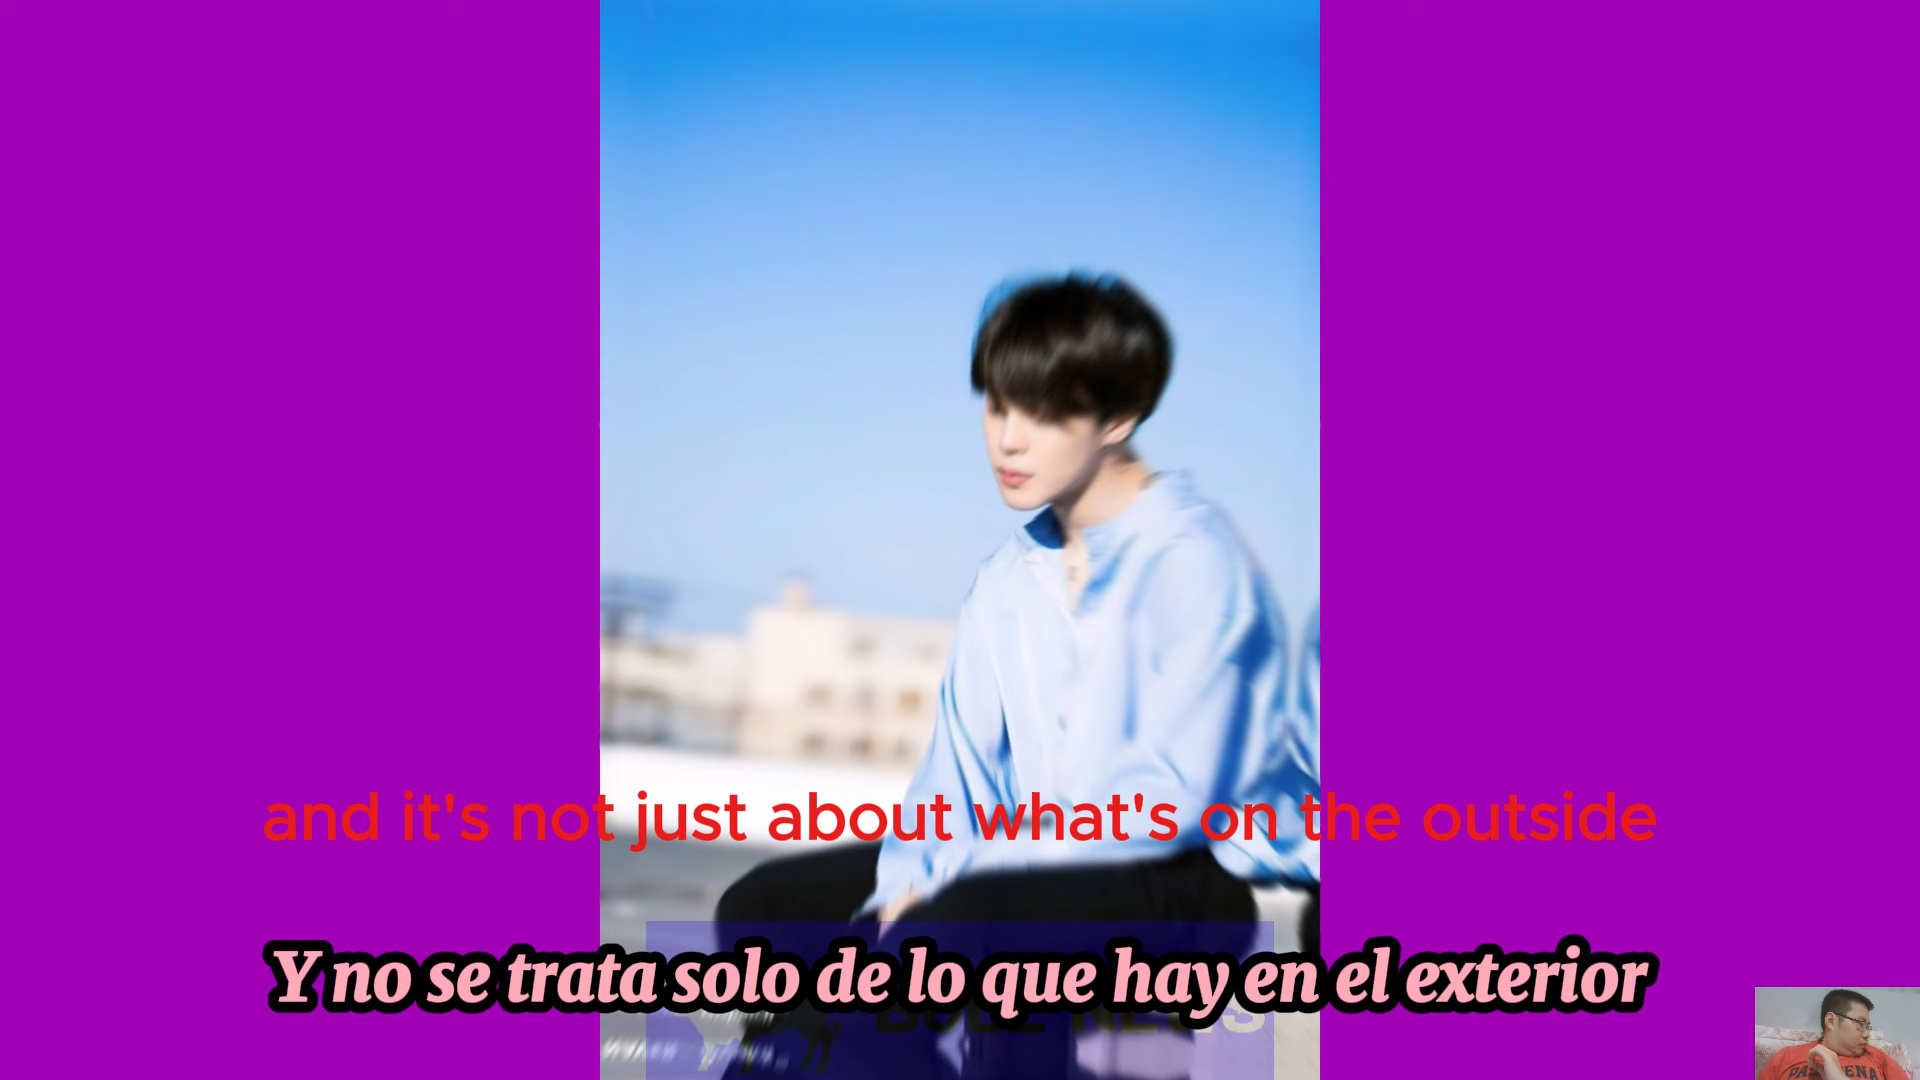 and it's not just about what's on the outside
Y no se trata solo de lo que hay en el exterior